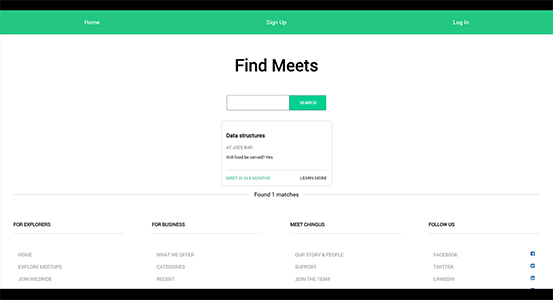 Home Sign Up Log In
Find Meets
SEARCH
Data structures
AT JOES BAR
Will food be served? Yes
MEET IS IN 8 MONTHS LEARN MORE
Found 1 matches
FOR EXPLORERS FOR BUSINESS MEET CHINGUS FOLLOW US
HOME WHAT WE OFFER OUR STORY & PEOPLE FACEBOOK
EXPLORE MEETUPS CATEGORIES SUPPORT TWITTER
JOIN WILDRIDE RECENT JOIN THE TEAM LINKEDIN